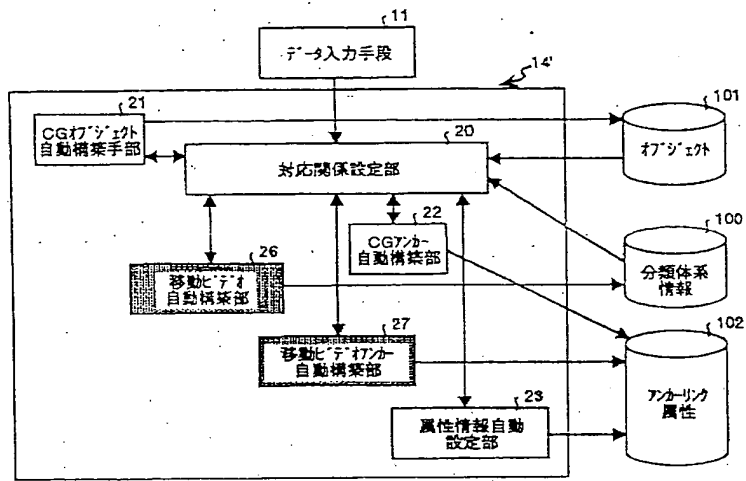 11
データ入力手段
14'
21
CGオブジェクト
自動構築手部
20
対応関係設定部
101
オブジェクト
22
CGアンカー
自動構築部
100
分類体系
情報
26
移動ビデオ
自動構築部
27
移動ビデオアンカー
自動構築部
102
アンカーリンク
属性
23
属性情報自動
設定部